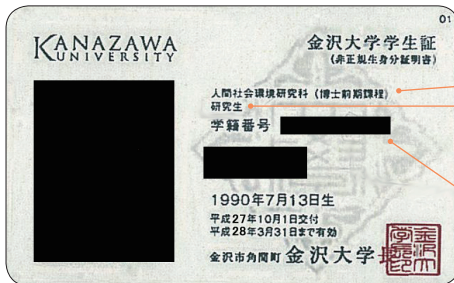 01
KANAZAWA
UNIVERSITY
金沢大学学生証
(非正規生身分証明書)
人間社会環境研究科 (博士前期課程)
研究生
学籍番号
1990年7月13日生
平成27年10月1日交付
平成28年3月31日まで有効
金沢市角間町 金沢大学長